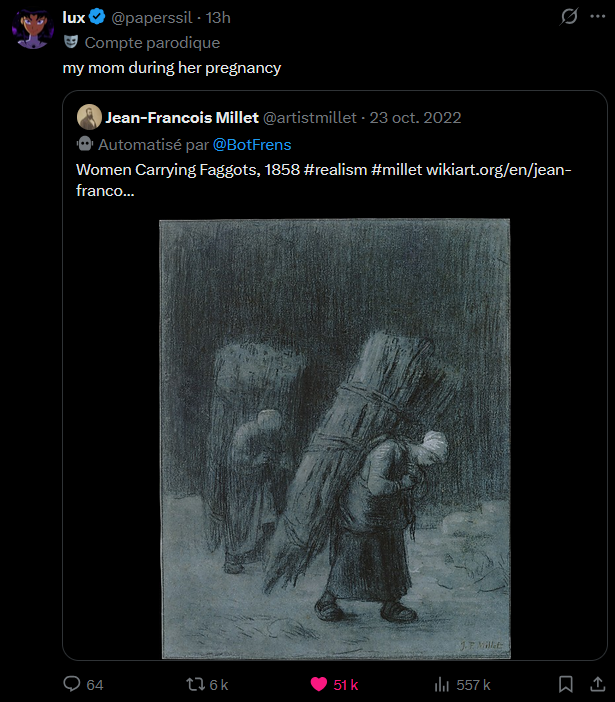 lux @paperssil · 13h
Compte parodique
my mom during her pregnancy
Jean-Francois Millet @artistmillet · 23 oct. 2022
Automatisé par @BotFrens
Women Carrying Faggots, 1858 #realism #millet wikiart.org/en/jean-
franco...
J. F. Millet
64 6 k 51 k 557 k